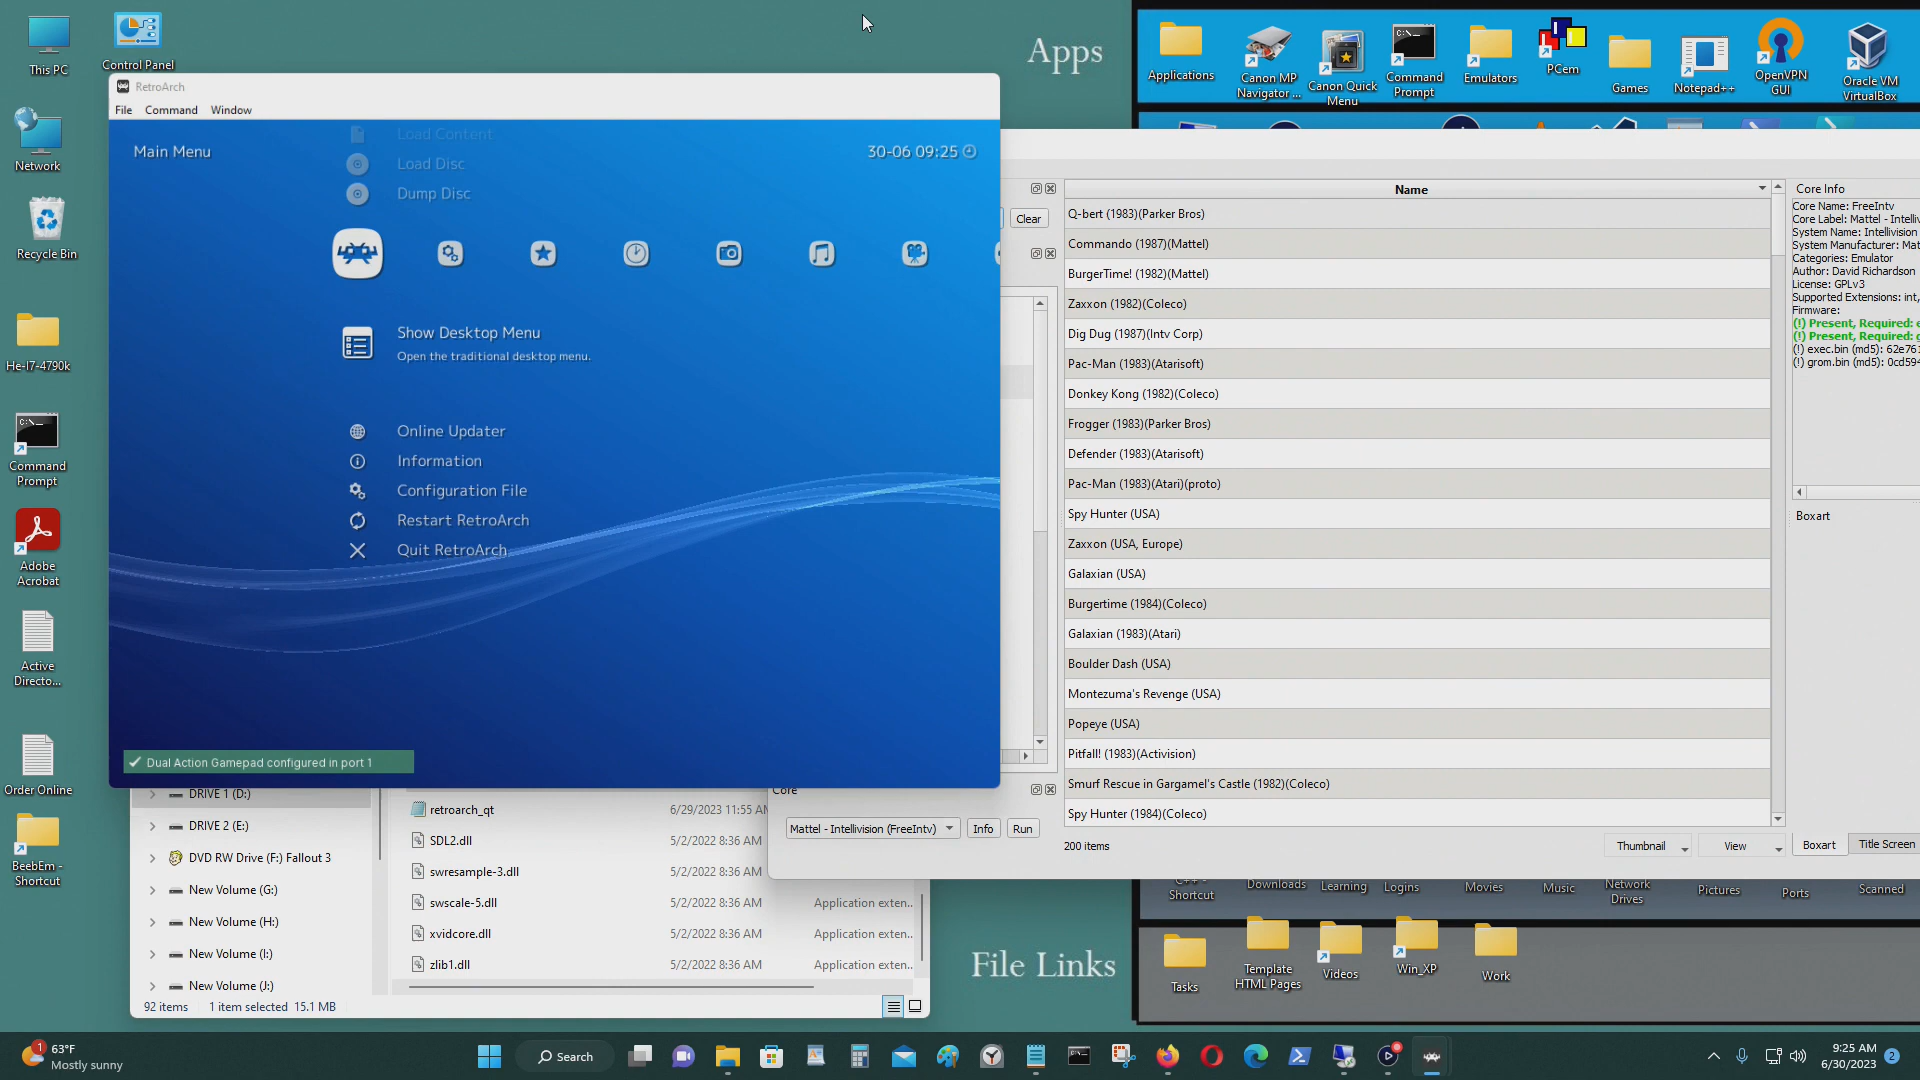 This PC
Control Panel
Network
Recycle Bin
He-I7-4790k
Command
Prompt
Adobe
Acrobat
Active
Directo...
Order Online
BeebEm -
Shortcut
Apps
Applications
Canon MP
Navigator ...
Canon Quick
Menu
Command
Prompt
Emulators
PCem
Games
Notepad++
OpenVPN
GUI
Oracle VM
VirtualBox
RetroArch
File Command Window
Main Menu
30-06 09:25
Load Content
Load Disc
Dump Disc
Show Desktop Menu
Open the traditional desktop menu.
Online Updater
Information
Configuration File
Restart RetroArch
Quit RetroArch
Dual Action Gamepad configured in port 1
Clear
Name
Q-bert (1983)(Parker Bros)
Commando (1987)(Mattel)
BurgerTime! (1982)(Mattel)
Zaxxon (1982)(Coleco)
Dig Dug (1987)(Intv Corp)
Pac-Man (1983)(Atarisoft)
Donkey Kong (1982)(Coleco)
Frogger (1983)(Parker Bros)
Defender (1983)(Atarisoft)
Pac-Man (1983)(Atari)(proto)
Spy Hunter (USA)
Zaxxon (USA, Europe)
Galaxian (USA)
Burgertime (1984)(Coleco)
Galaxian (1983)(Atari)
Boulder Dash (USA)
Montezuma's Revenge (USA)
Popeye (USA)
Pitfall! (1983)(Activision)
Smurf Rescue in Gargamel's Castle (1982)(Coleco)
Spy Hunter (1984)(Coleco)
200 items
Thumbnail
View
Boxart
Title Screen
Core Info
Core Name: FreeIntv
Core Label: Mattel - Intelliv
System Name: Intellivision
System Manufacturer: Mat
Categories: Emulator
Author: David Richardson
License: GPLv3
Supported Extensions: int,
Firmware:
(!) Present, Required: e
(!) Present, Required: g
(!) exec.bin (md5): 62e761
(!) grom.bin (md5): 0cd594
Boxart
Core
Mattel - Intellivision (FreeIntv)
Info
Run
DRIVE 1 (D:)
DRIVE 2 (E:)
DVD RW Drive (F:) Fallout 3
New Volume (G:)
New Volume (H:)
New Volume (I:)
New Volume (J:)
retroarch_qt 6/29/2023 11:55 AM
SDL2.dll 5/2/2022 8:36 AM
swresample-3.dll 5/2/2022 8:36 AM
swscale-5.dll 5/2/2022 8:36 AM Application exten..
xvidcore.dll 5/2/2022 8:36 AM Application exten..
zlib1.dll 5/2/2022 8:36 AM Application exten..
92 items 1 item selected 15.1 MB
C++ -
Shortcut
Downloads
Learning
Logins
Movies
Music
Network
Drives
Pictures
Ports
Scanned
File Links
Tasks
Template
HTML Pages
Videos
Win_XP
Work
1
63°F
Mostly sunny
Search
9:25 AM
6/30/2023
2